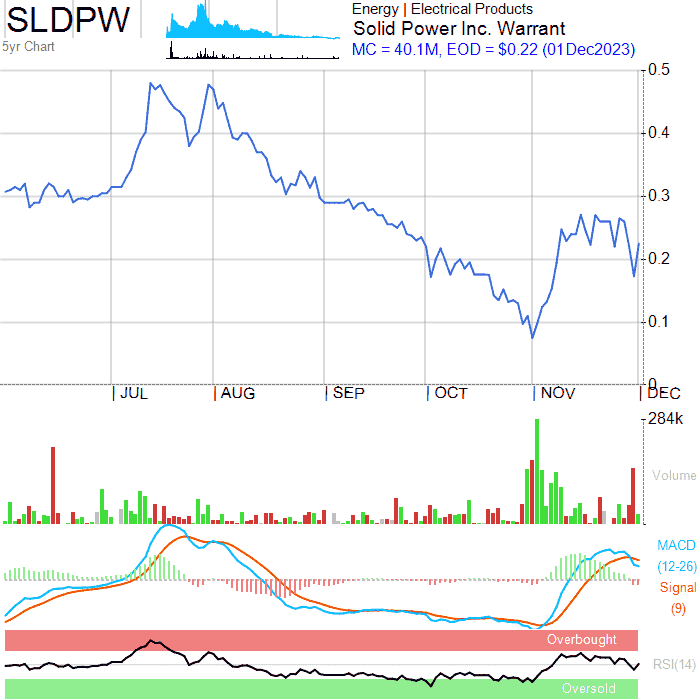 SLDPW
5yr Chart
Energy | Electrical Products
Solid Power Inc. Warrant
MC = 40.1M, EOD = $0.22 (01Dec2023)
0.5
0.4
0.3
0.2
0.1
0
JUL AUG SEP OCT NOV DEC
284k
Volume
MACD
(12-26)
Signal
(9)
Overbought
RSI(14)
Oversold